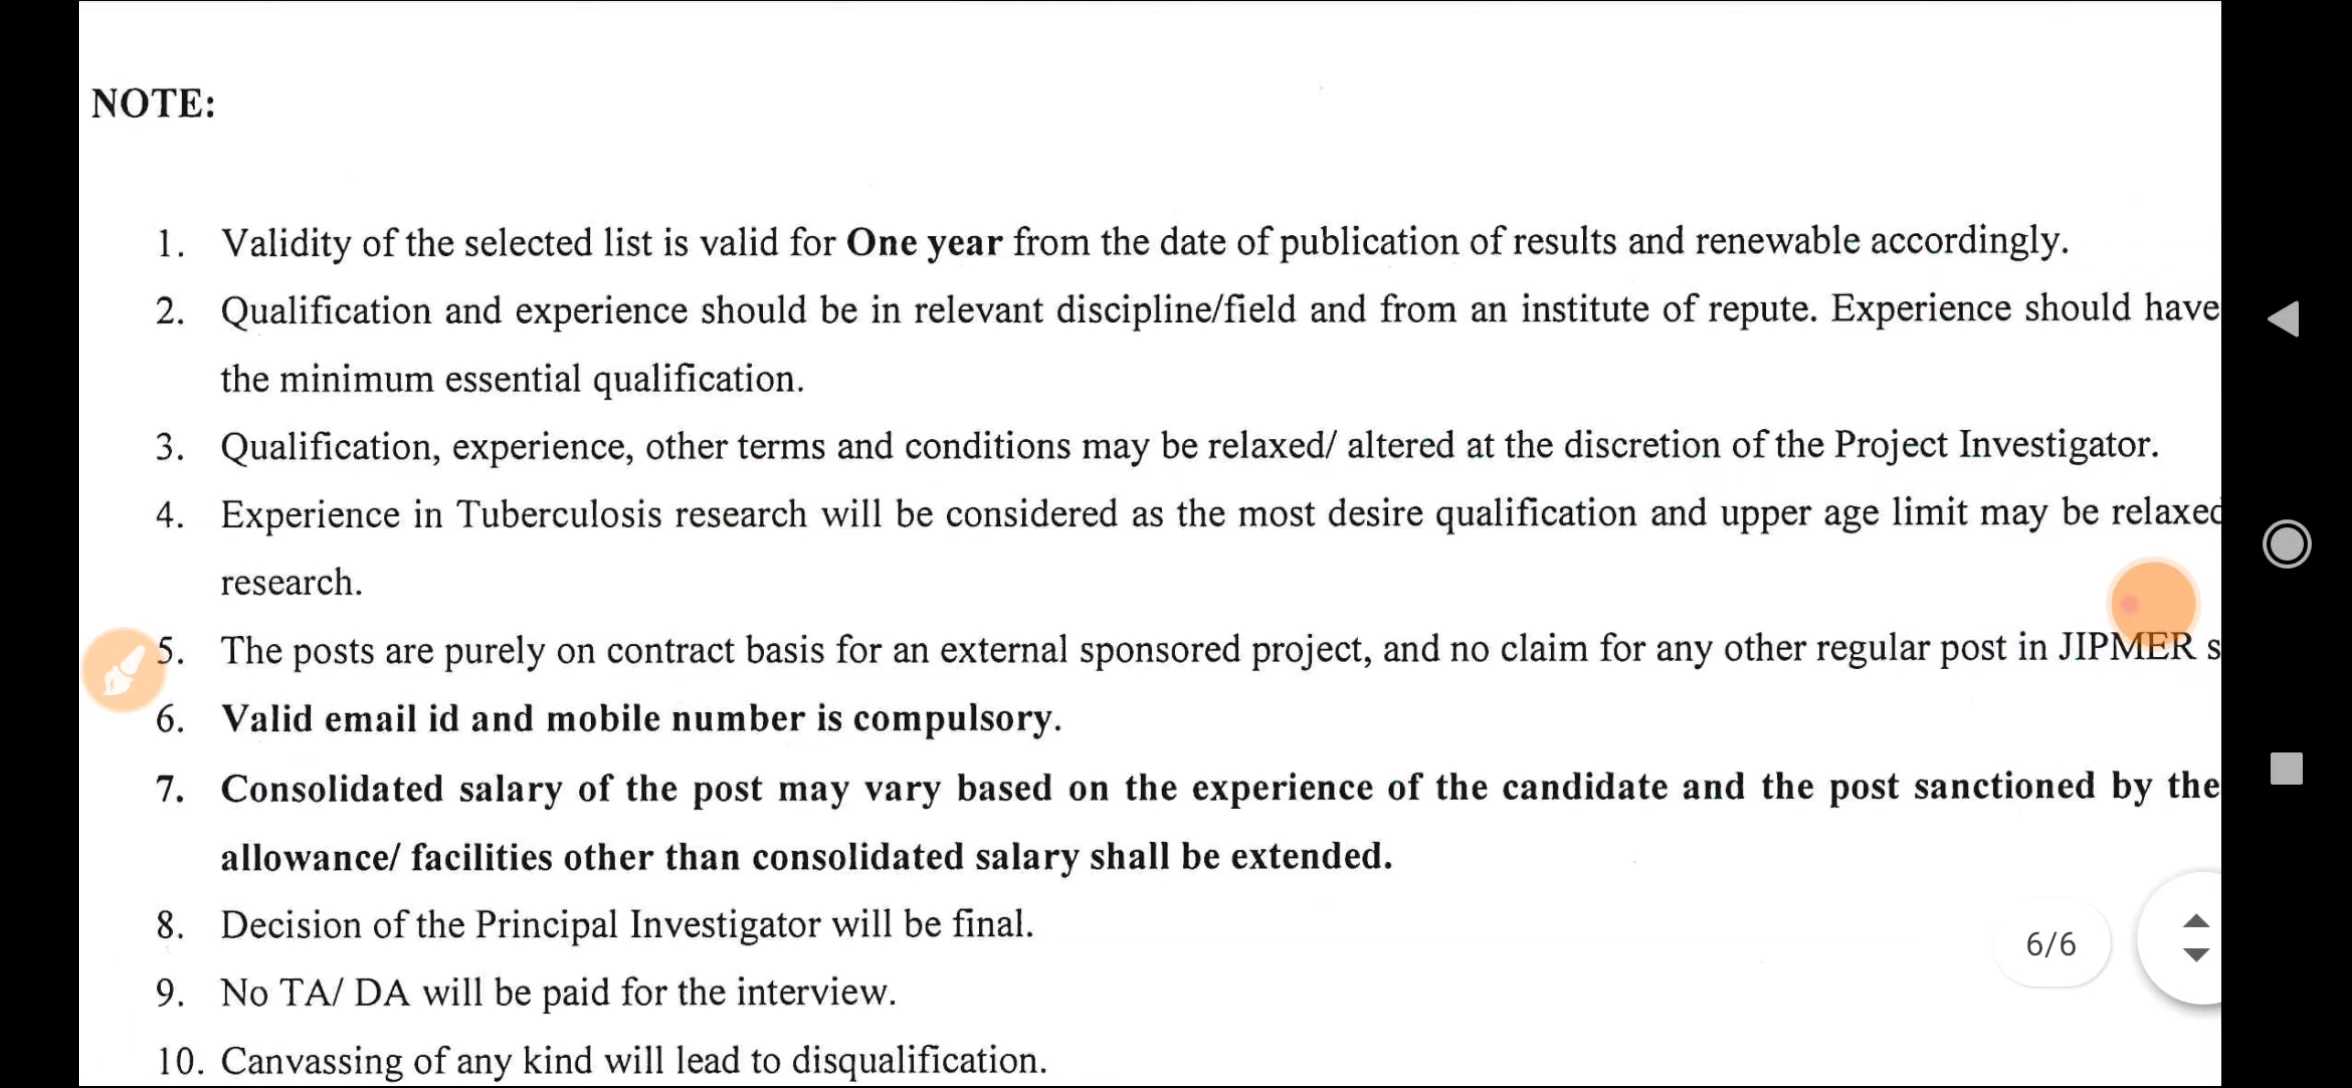 NOTE:
1. Validity of the selected list is valid for One year from the date of publication of results and renewable accordingly.
2. Qualification and experience should be in relevant discipline/field and from an institute of repute. Experience should have
the minimum essential qualification.
3. Qualification, experience, other terms and conditions may be relaxed/ altered at the discretion of the Project Investigator.
4. Experience in Tuberculosis research will be considered as the most desire qualification and upper age limit may be relaxed
research.
5. The posts are purely on contract basis for an external sponsored project, and no claim for any other regular post in JIPMER s
6. Valid email id and mobile number is compulsory.
7. Consolidated salary of the post may vary based on the experience of the candidate and the post sanctioned by the
allowance/ facilities other than consolidated salary shall be extended.
8. Decision of the Principal Investigator will be final.
6/6
9. No TA/ DA will be paid for the interview.
10. Canvassing of any kind will lead to disqualification.